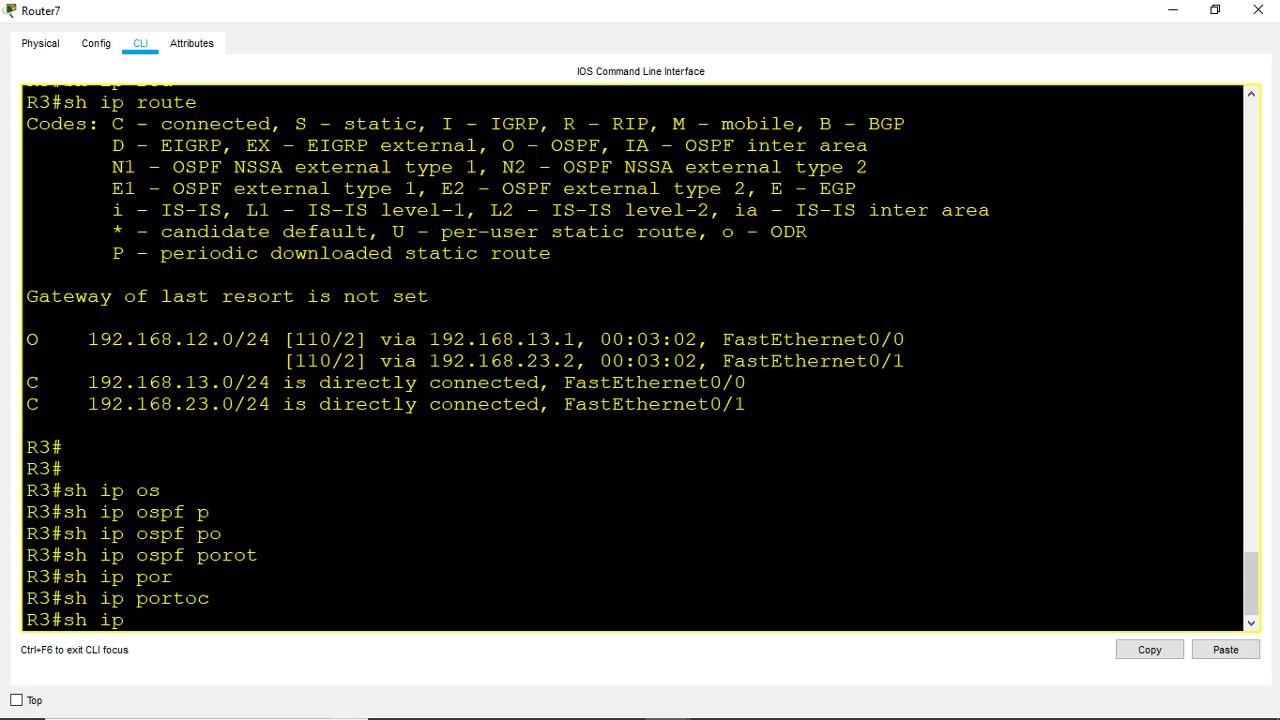 Router7
Physical Config CLI Attributes
IOS Command Line Interface
R3#sh ip route
Codes: C - connected, S - static, I - IGRP, R - RIP, M - mobile, B - BGP
D - EIGRP, EX - EIGRP external, O - OSPF, IA - OSPF inter area
N1 - OSPF NSSA external type 1, N2 - OSPF NSSA external type 2
E1 - OSPF external type 1, E2 - OSPF external type 2, E - EGP
i - IS-IS, L1 - IS-IS level-1, L2 - IS-IS level-2, ia - IS-IS inter area
* - candidate default, U - per-user static route, o - ODR
P - periodic downloaded static route
Gateway of last resort is not set
O 192.168.12.0/24 [110/2] via 192.168.13.1, 00:03:02, FastEthernet0/0
[110/2] via 192.168.23.2, 00:03:02, FastEthernet0/1
C 192.168.13.0/24 is directly connected, FastEthernet0/0
C 192.168.23.0/24 is directly connected, FastEthernet0/1
R3#
R3#
R3#sh ip os
R3#sh ip ospf p
R3#sh ip ospf po
R3#sh ip ospf porot
R3#sh ip por
R3#sh ip portoc
R3#sh ip
Ctrl+F6 to exit CLI focus
Copy Paste
Top